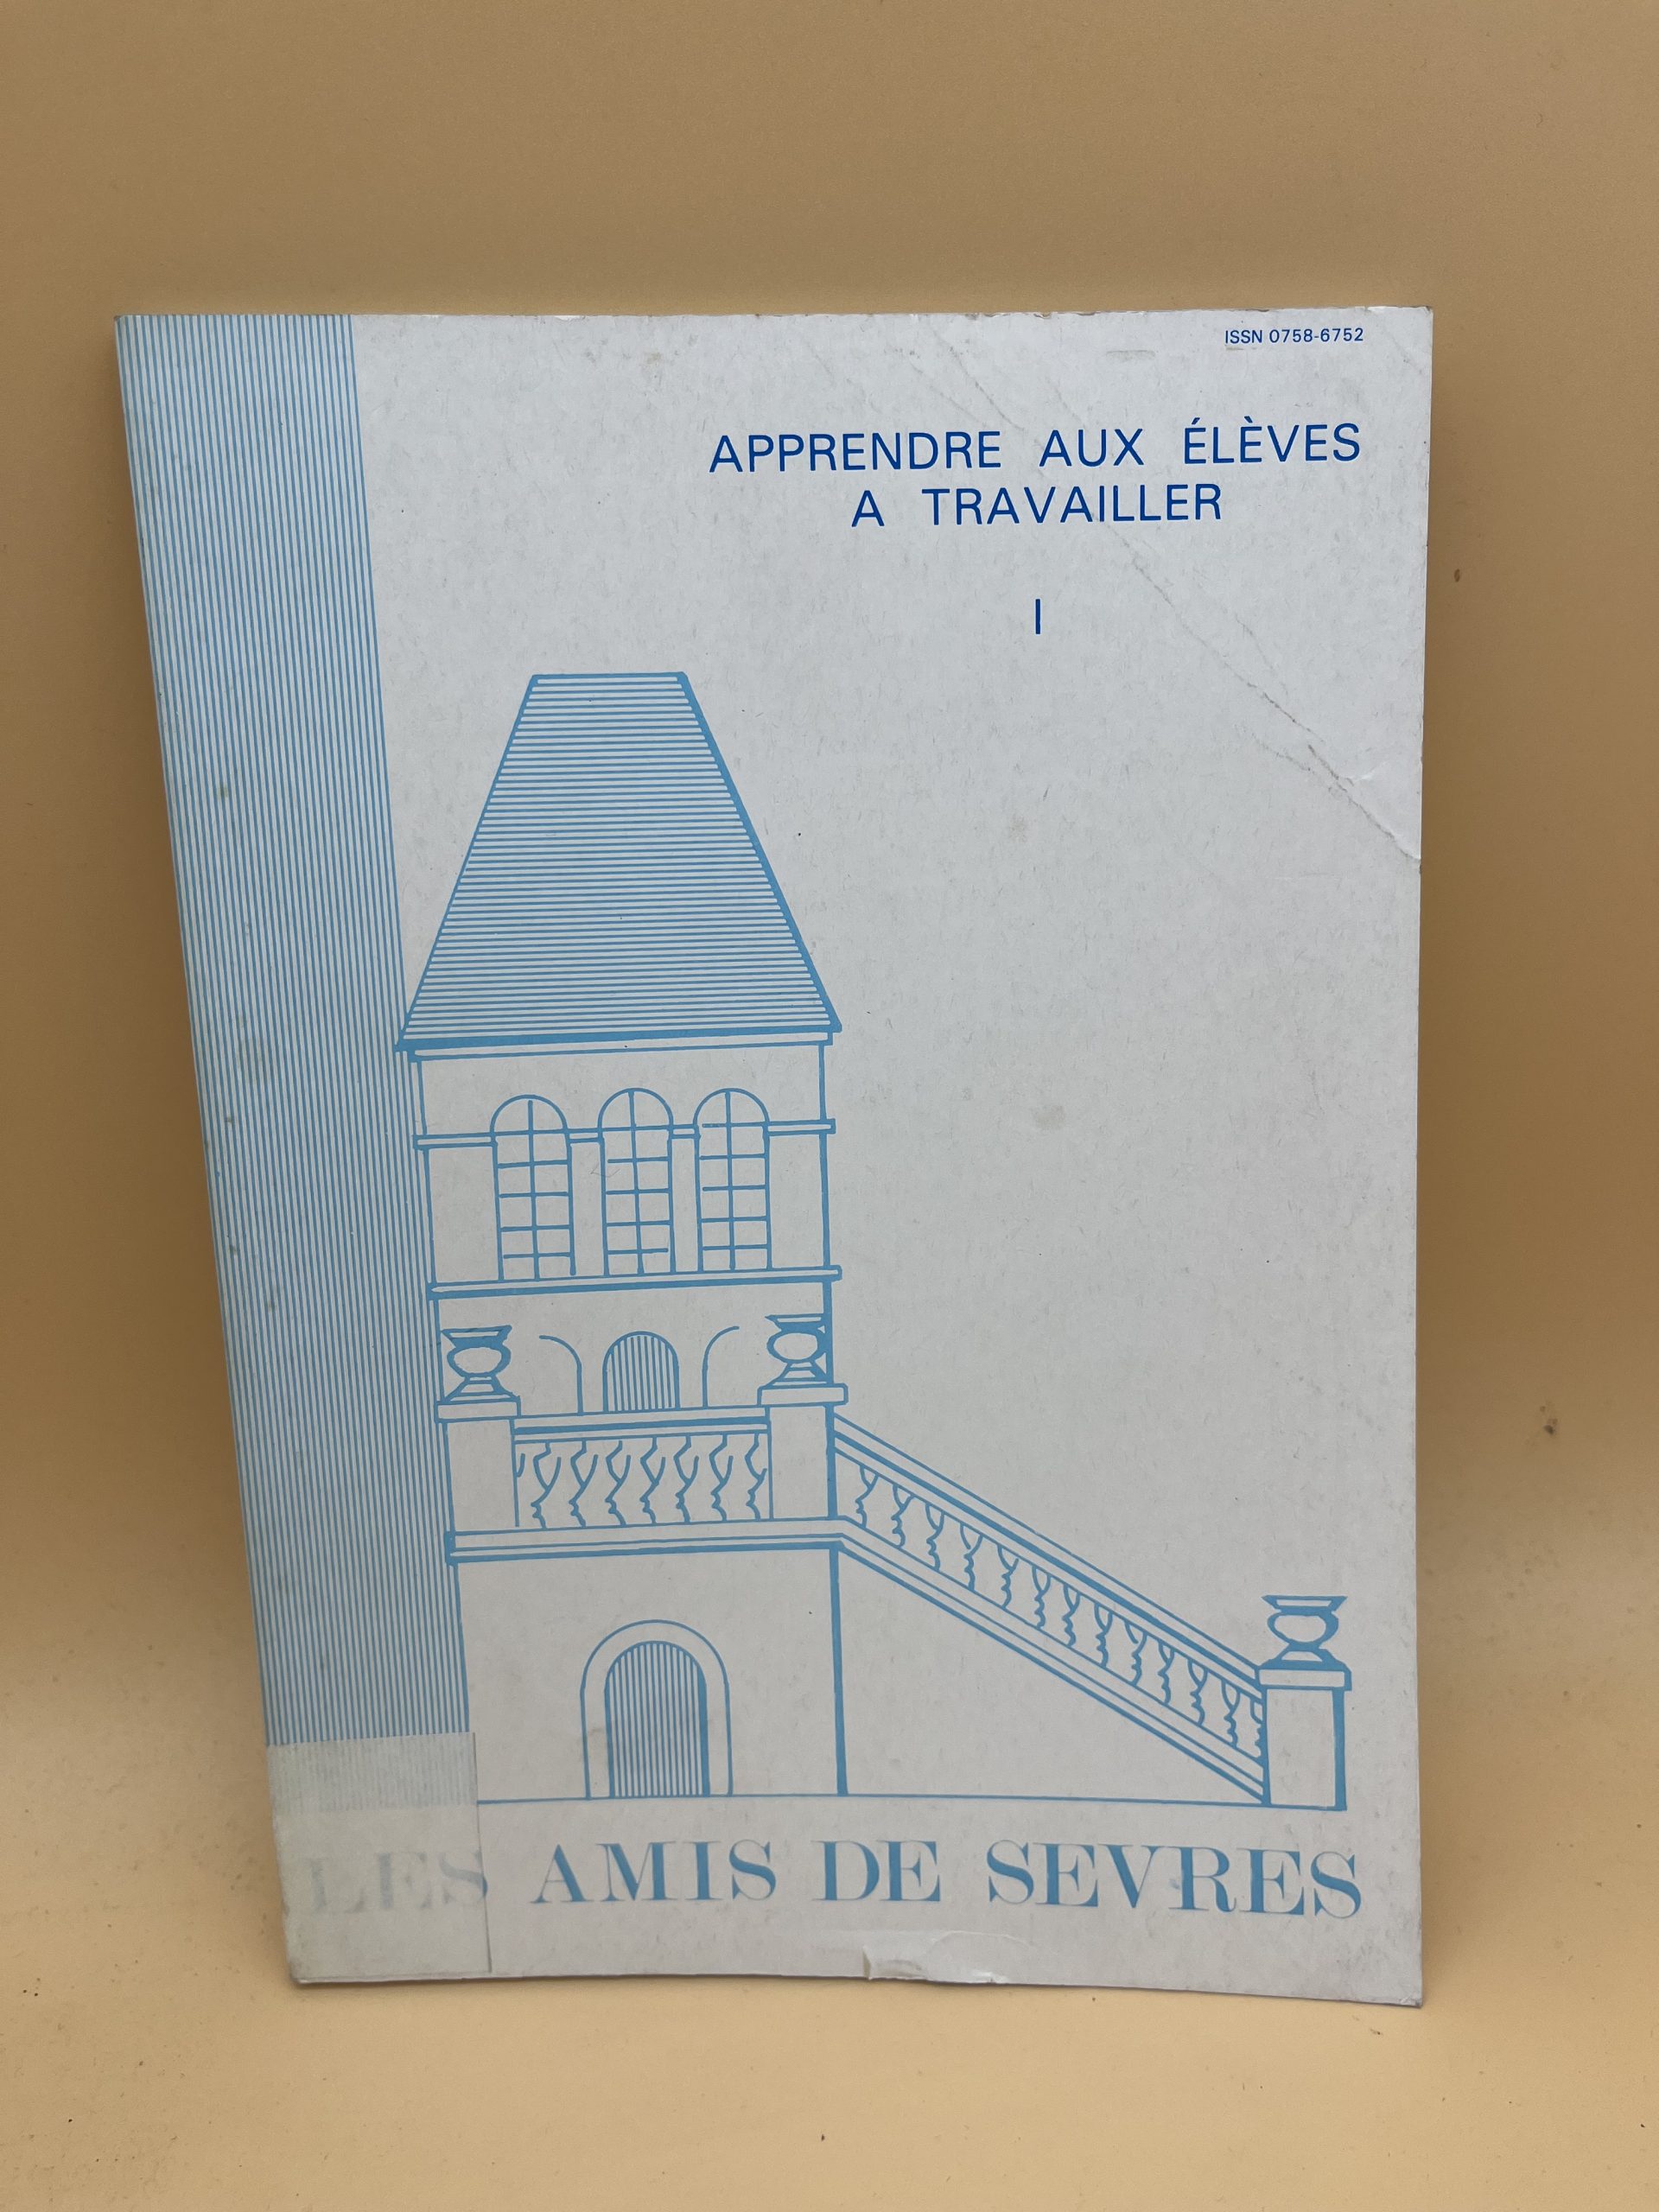 ISSN 0758-6752
APPRENDRE AUX ÉLÈVES
A TRAVAILLER
I
LES AMIS DE SEVRES